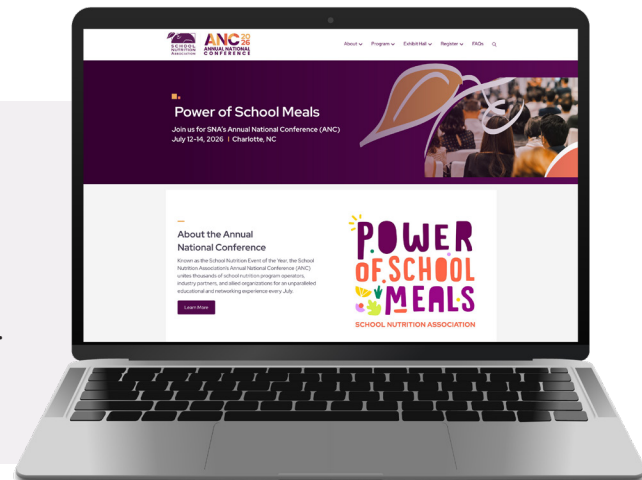 SCHOOL
NUTRITION
ASSOCIATION
ANC 20
26
ANNUAL NATIONAL
CONFERENCE
About
Program
Exhibit Hall
Register
FAQs
Power of School Meals
Join us for SNA's Annual National Conference (ANC)
July 12-14, 2026 | Charlotte, NC
About the Annual
National Conference
Known as the School Nutrition Event of the Year, the School
Nutrition Association's Annual National Conference (ANC)
unites thousands of school nutrition program operators,
industry partners, and allied organizations for an unparalleled
educational and networking experience every July.
Learn More
POWER
OF SCHOOL
MEALS
SCHOOL NUTRITION ASSOCIATION